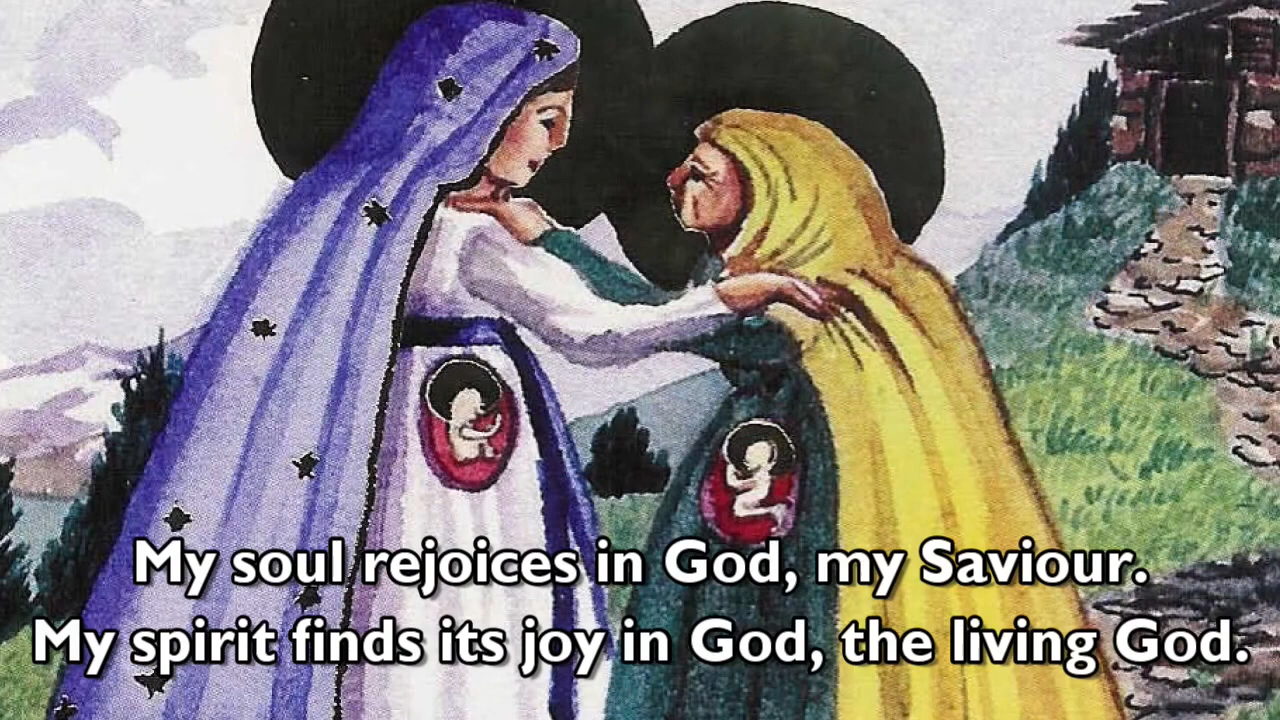 My soul rejoices in God, my Saviour.
My spirit finds its joy in God, the living God.